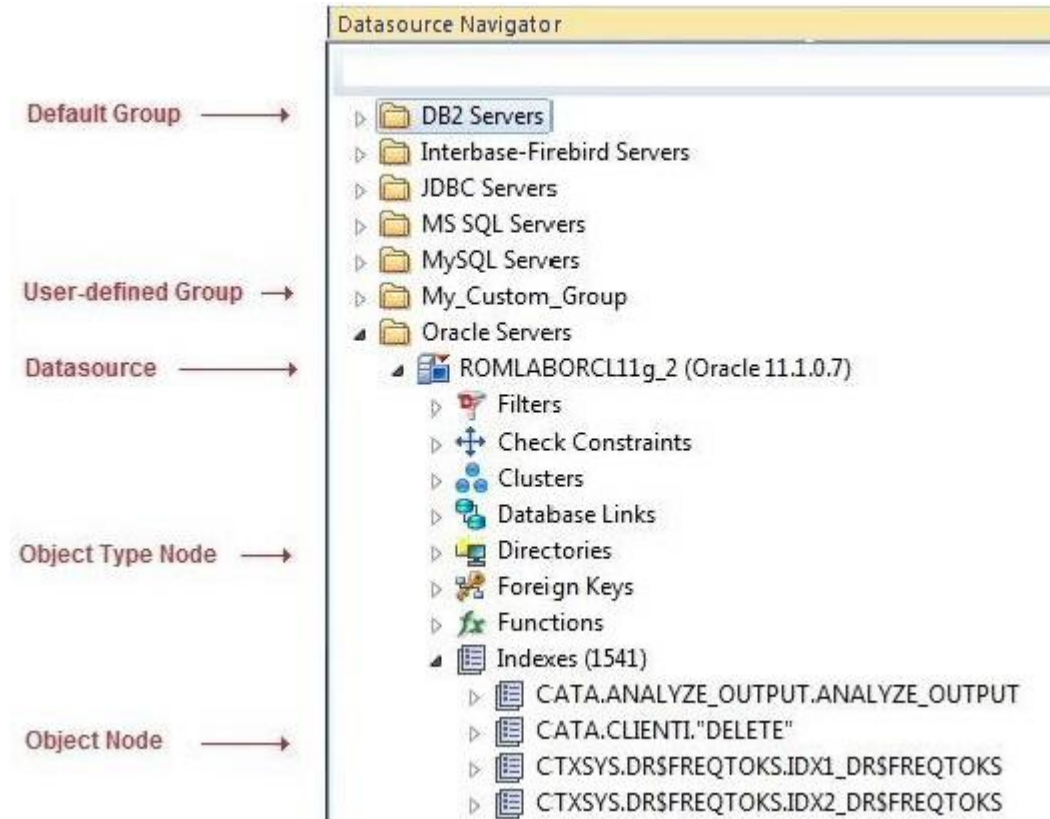 Datasource Navigator
Default Group
DB2 Servers
Interbase-Firebird Servers
JDBC Servers
MS SQL Servers
MySQL Servers
User-defined Group
My_Custom_Group
Oracle Servers
Datasource
ROMLABORCL11g_2 (Oracle 11.1.0.7)
Filters
Check Constraints
Clusters
Database Links
Object Type Node
Directories
Foreign Keys
Functions
Indexes (1541)
CATA.ANALYZE_OUTPUT.ANALYZE_OUTPUT
Object Node
CATA.CLIENTI."DELETE"
CTXSYS.DR$FREQTOKS.IDX1_DR$FREQTOKS
CTXSYS.DR$FREQTOKS.IDX2_DR$FREQTOKS